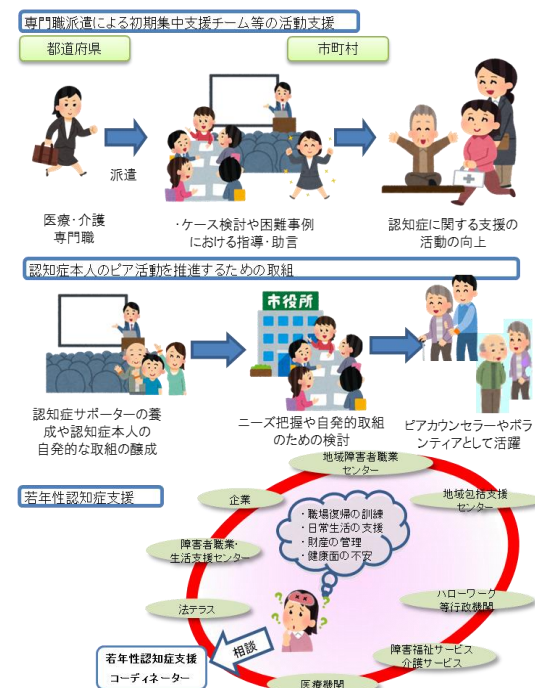 専門職派遣による初期集中支援チーム等の活動支援
都道府県
市町村
派遣
医療・介護
専門職
・ケース検討や困難事例
における指導・助言
認知症に関する支援の
活動の向上
認知症本人のピア活動を推進するための取組
市役所
認知症サポーターの養
成や認知症本人の
自発的な取組の醸成
ニーズ把握や自発的取組
のための検討
ピアカウンセラーやボラ
ンティアとして活躍
若年性認知症支援
地域障害者職業
センター
企業
地域包括支援
センター
・職場復帰の訓練
・日常生活の支援
・財産の管理
・健康面の不安
障害者職業・
生活支援センター
ハローワーク
等行政機関
法テラス
相談
障害福祉サービス
介護サービス
若年性認知症支援
コーディネーター
医療機関